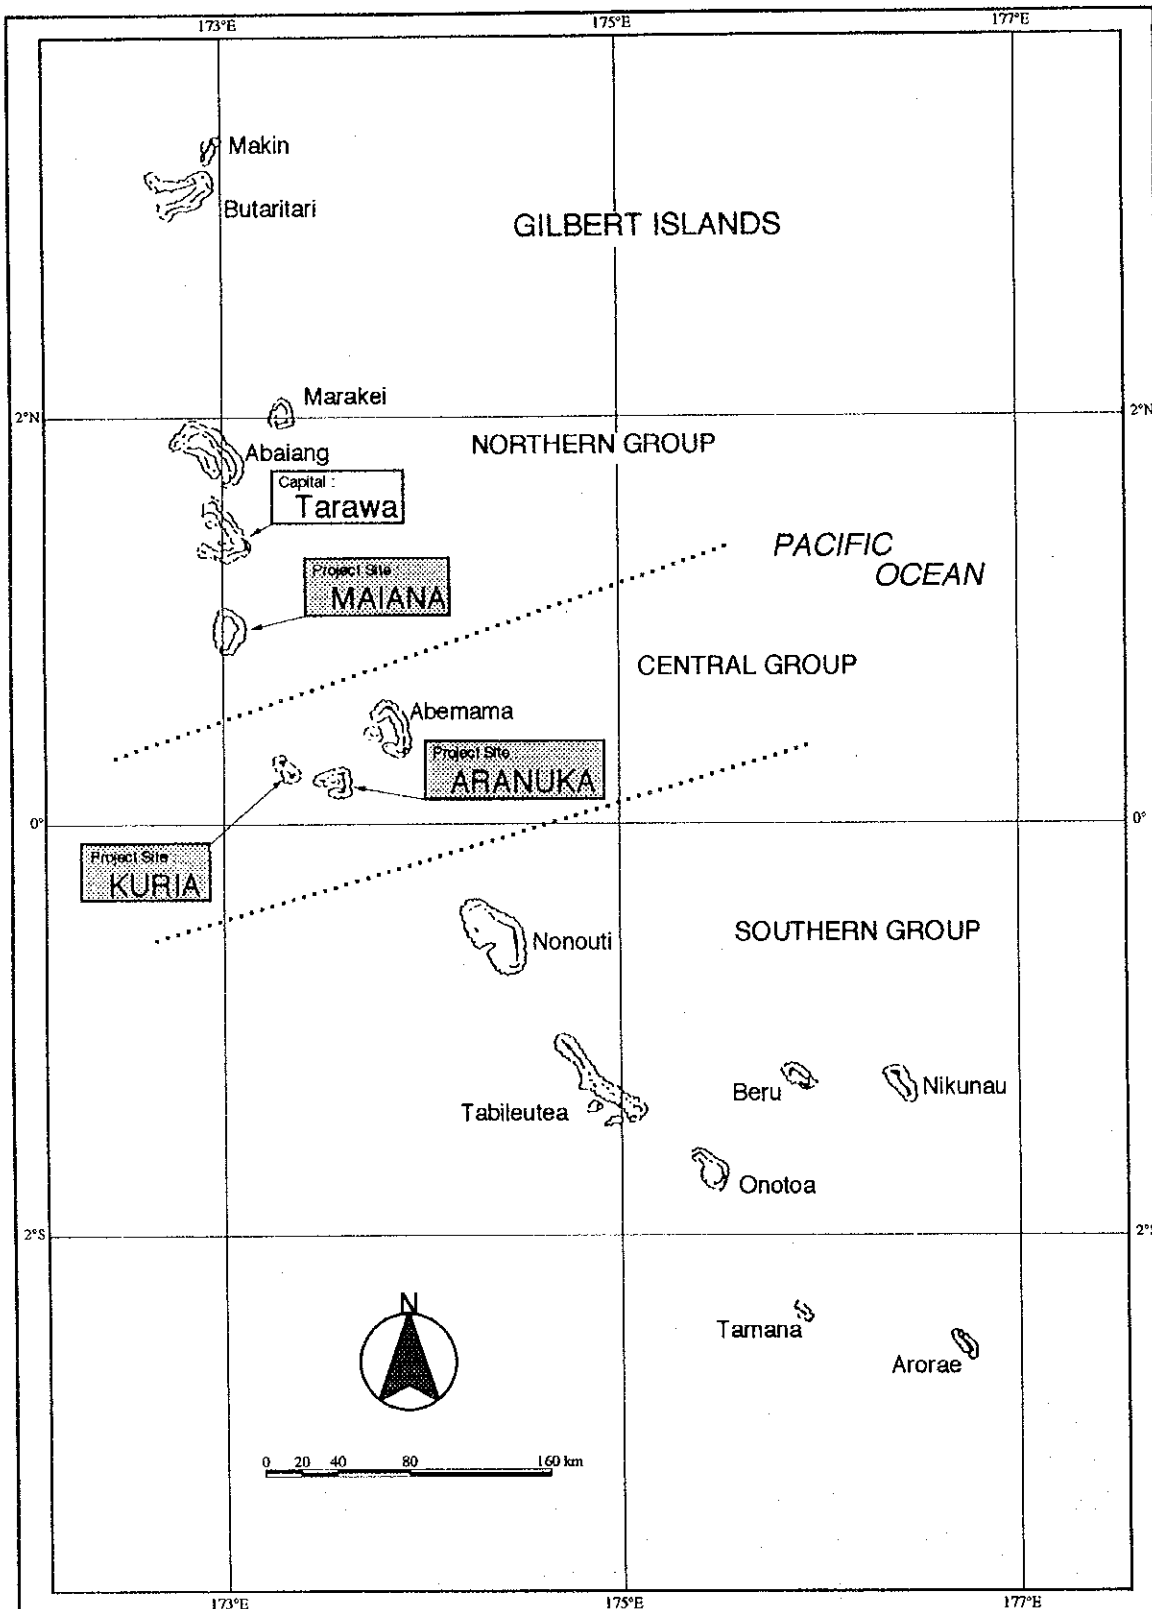 173°E 175°E 177°E
Makin
Butaritari
GILBERT ISLANDS
Marakei
2°N 2°N
NORTHERN GROUP
Abaiang
Capital :
Tarawa
PACIFIC
OCEAN
Project Site :
MAIANA
CENTRAL GROUP
Abemama
Project Site :
ARANUKA
0° 0°
Project Site :
KURIA
Nonouti
SOUTHERN GROUP
Beru
Nikunau
Tabileutea
Onotoa
2°S 2°S
N
Tamana
Arorae
0 20 40 80 160 km
173°E 175°E 177°E